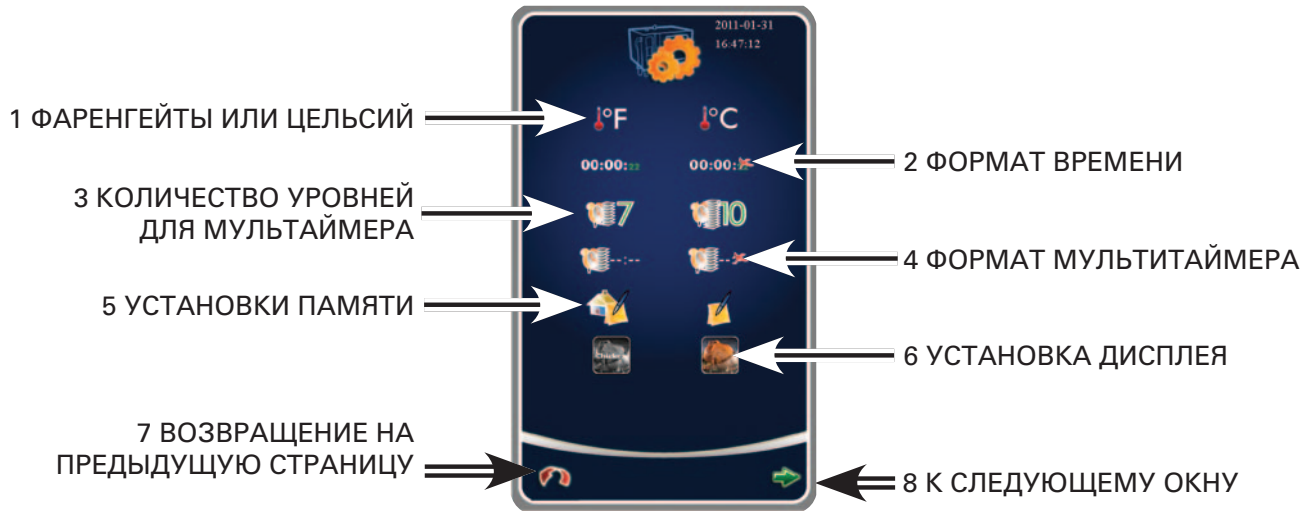 2011-01-31
16:47:12
1 ФАРЕНГЕЙТЫ ИЛИ ЦЕЛЬСИЙ
°F °C
00:00:22 00:00:
2 ФОРМАТ ВРЕМЕНИ
3 КОЛИЧЕСТВО УРОВНЕЙ
ДЛЯ МУЛЬТАЙМЕРА
7 10
--:-- --
4 ФОРМАТ МУЛЬТИТАЙМЕРА
5 УСТАНОВКИ ПАМЯТИ
Chicken
6 УСТАНОВКА ДИСПЛЕЯ
7 ВОЗВРАЩЕНИЕ НА
ПРЕДЫДУЩУЮ СТРАНИЦУ
8 К СЛЕДУЮЩЕМУ ОКНУ